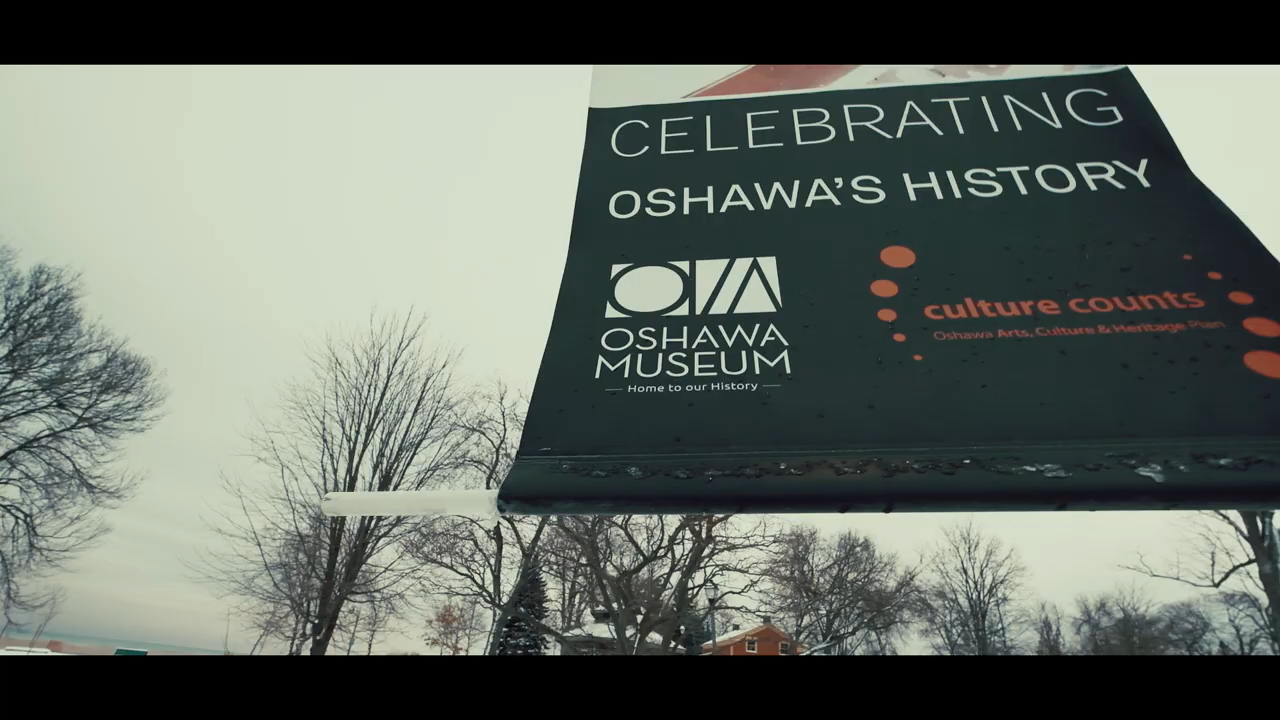 CELEBRATING
OSHAWA'S HISTORY
OSHAWA
MUSEUM
Home to our History
culture counts
Oshawa Arts, Culture & Heritage Plan